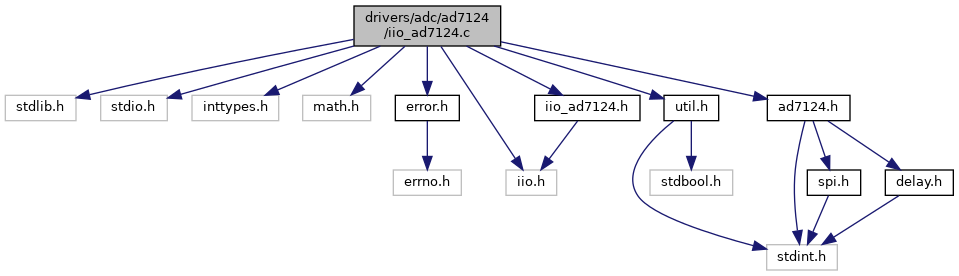 drivers/adc/ad7124
/iio_ad7124.c
stdlib.h
stdio.h
inttypes.h
math.h
error.h
iio_ad7124.h
util.h
ad7124.h
errno.h
iio.h
stdbool.h
spi.h
delay.h
stdint.h